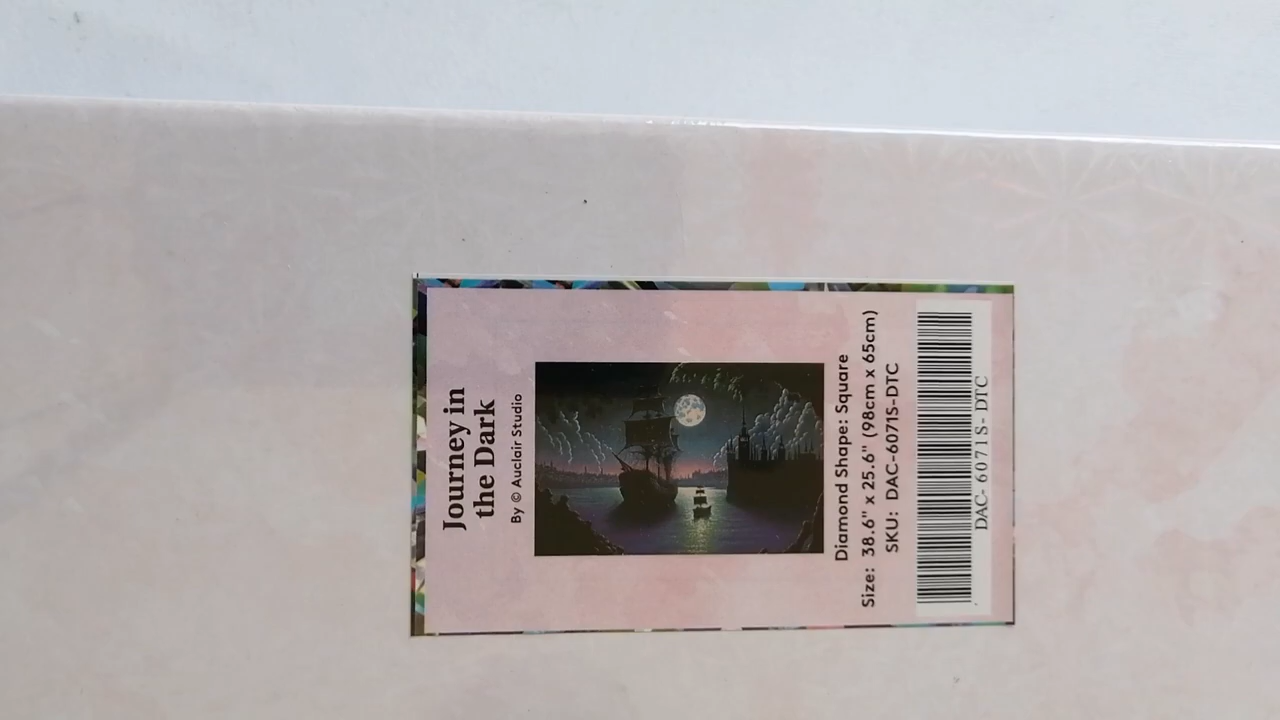 Journey in
the Dark
By © Auclair Studio
Diamond Shape: Square
Size: 38.6" x 25.6" (98cm x 65cm)
SKU: DAC-6071S-DTC
DAC- 6071S- DTC